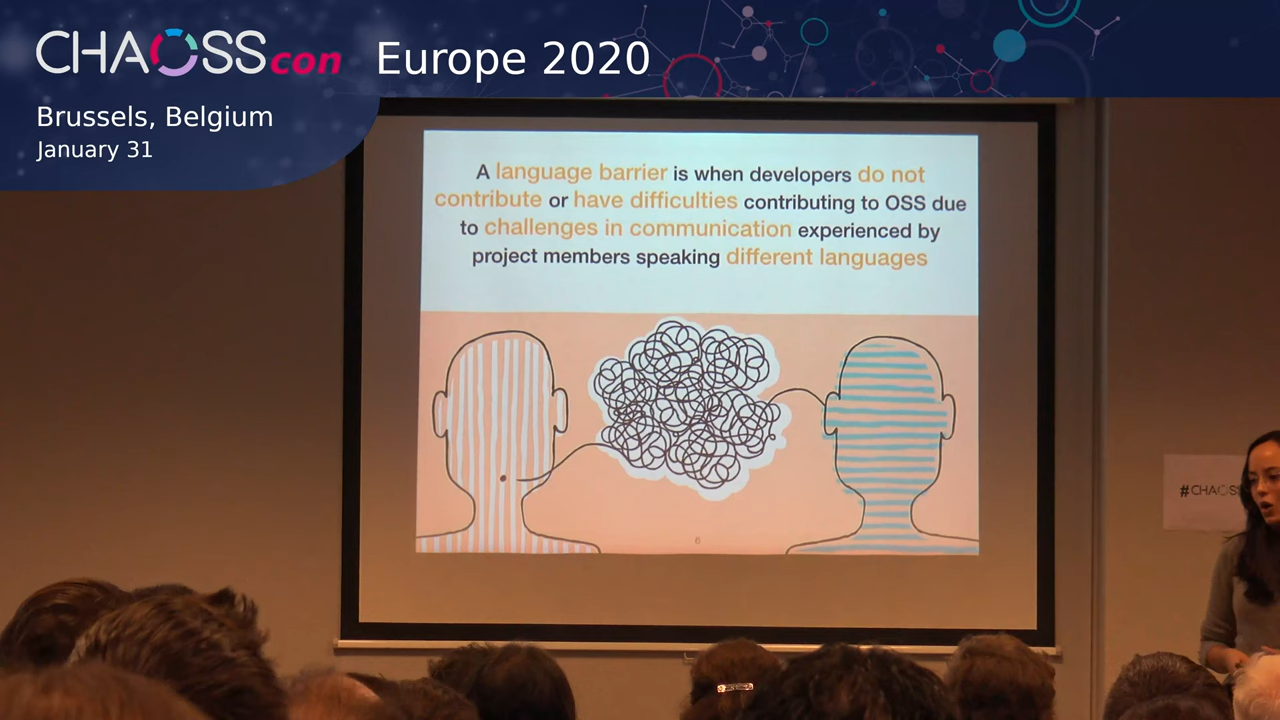 CHAOSScon Europe 2020
Brussels, Belgium
January 31
A language barrier is when developers do not
contribute or have difficulties contributing to OSS due
to challenges in communication experienced by
project members speaking different languages
6
#CHAOSS